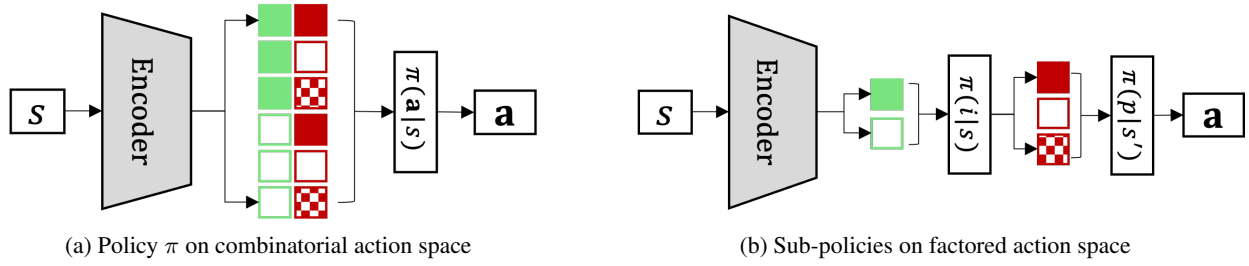 s
Encoder
π(𝐚|s)
𝐚
(a) Policy π on combinatorial action space
s
Encoder
π(i|s)
π(p|s′)
𝐚
(b) Sub-policies on factored action space